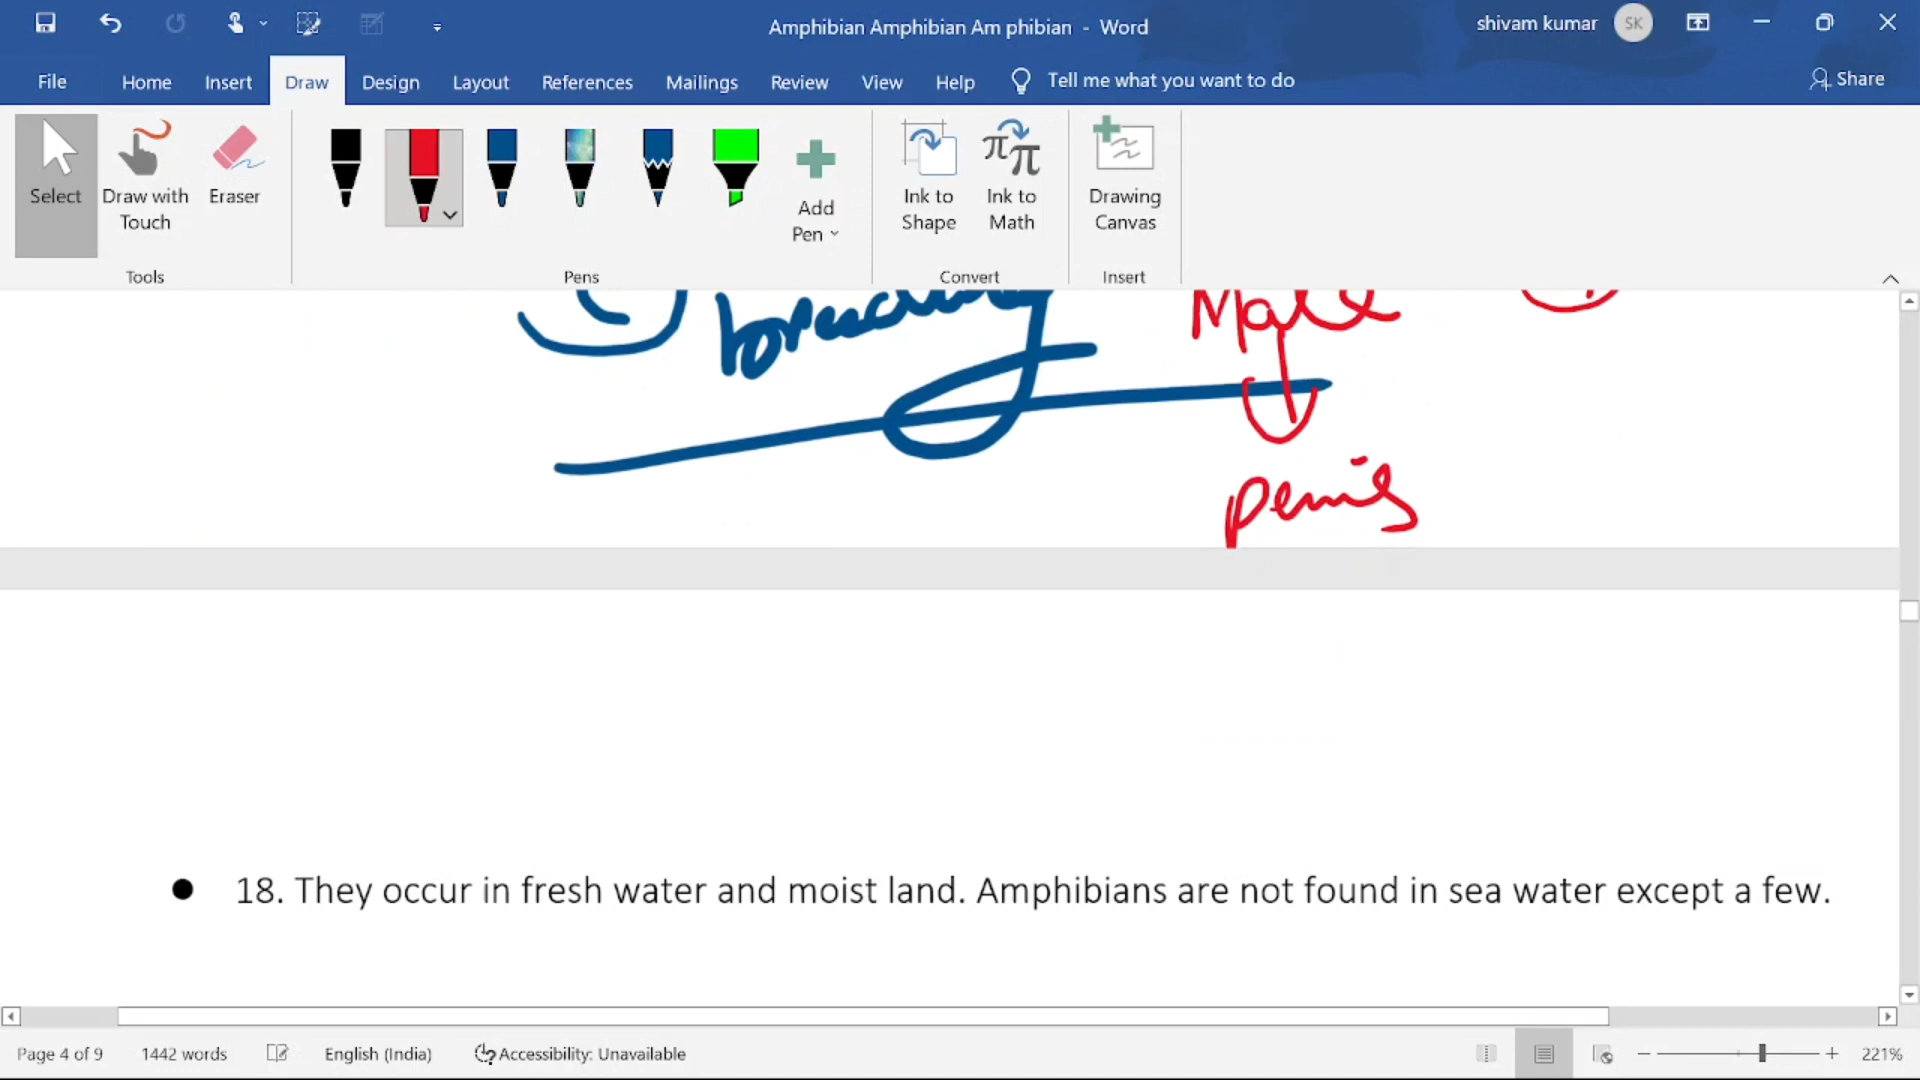 Amphibian Amphibian Am phibian - Word
shivam kumar SK
File Home Insert Draw Design Layout References Mailings Review View Help Tell me what you want to do Share
Select Draw with Touch Eraser Add Pen Ink to Shape ππ Ink to Math Drawing Canvas
Tools Pens Convert Insert
Male
penis
18. They occur in fresh water and moist land. Amphibians are not found in sea water except a few.
Page 4 of 9 1442 words English (India) Accessibility: Unavailable 221%